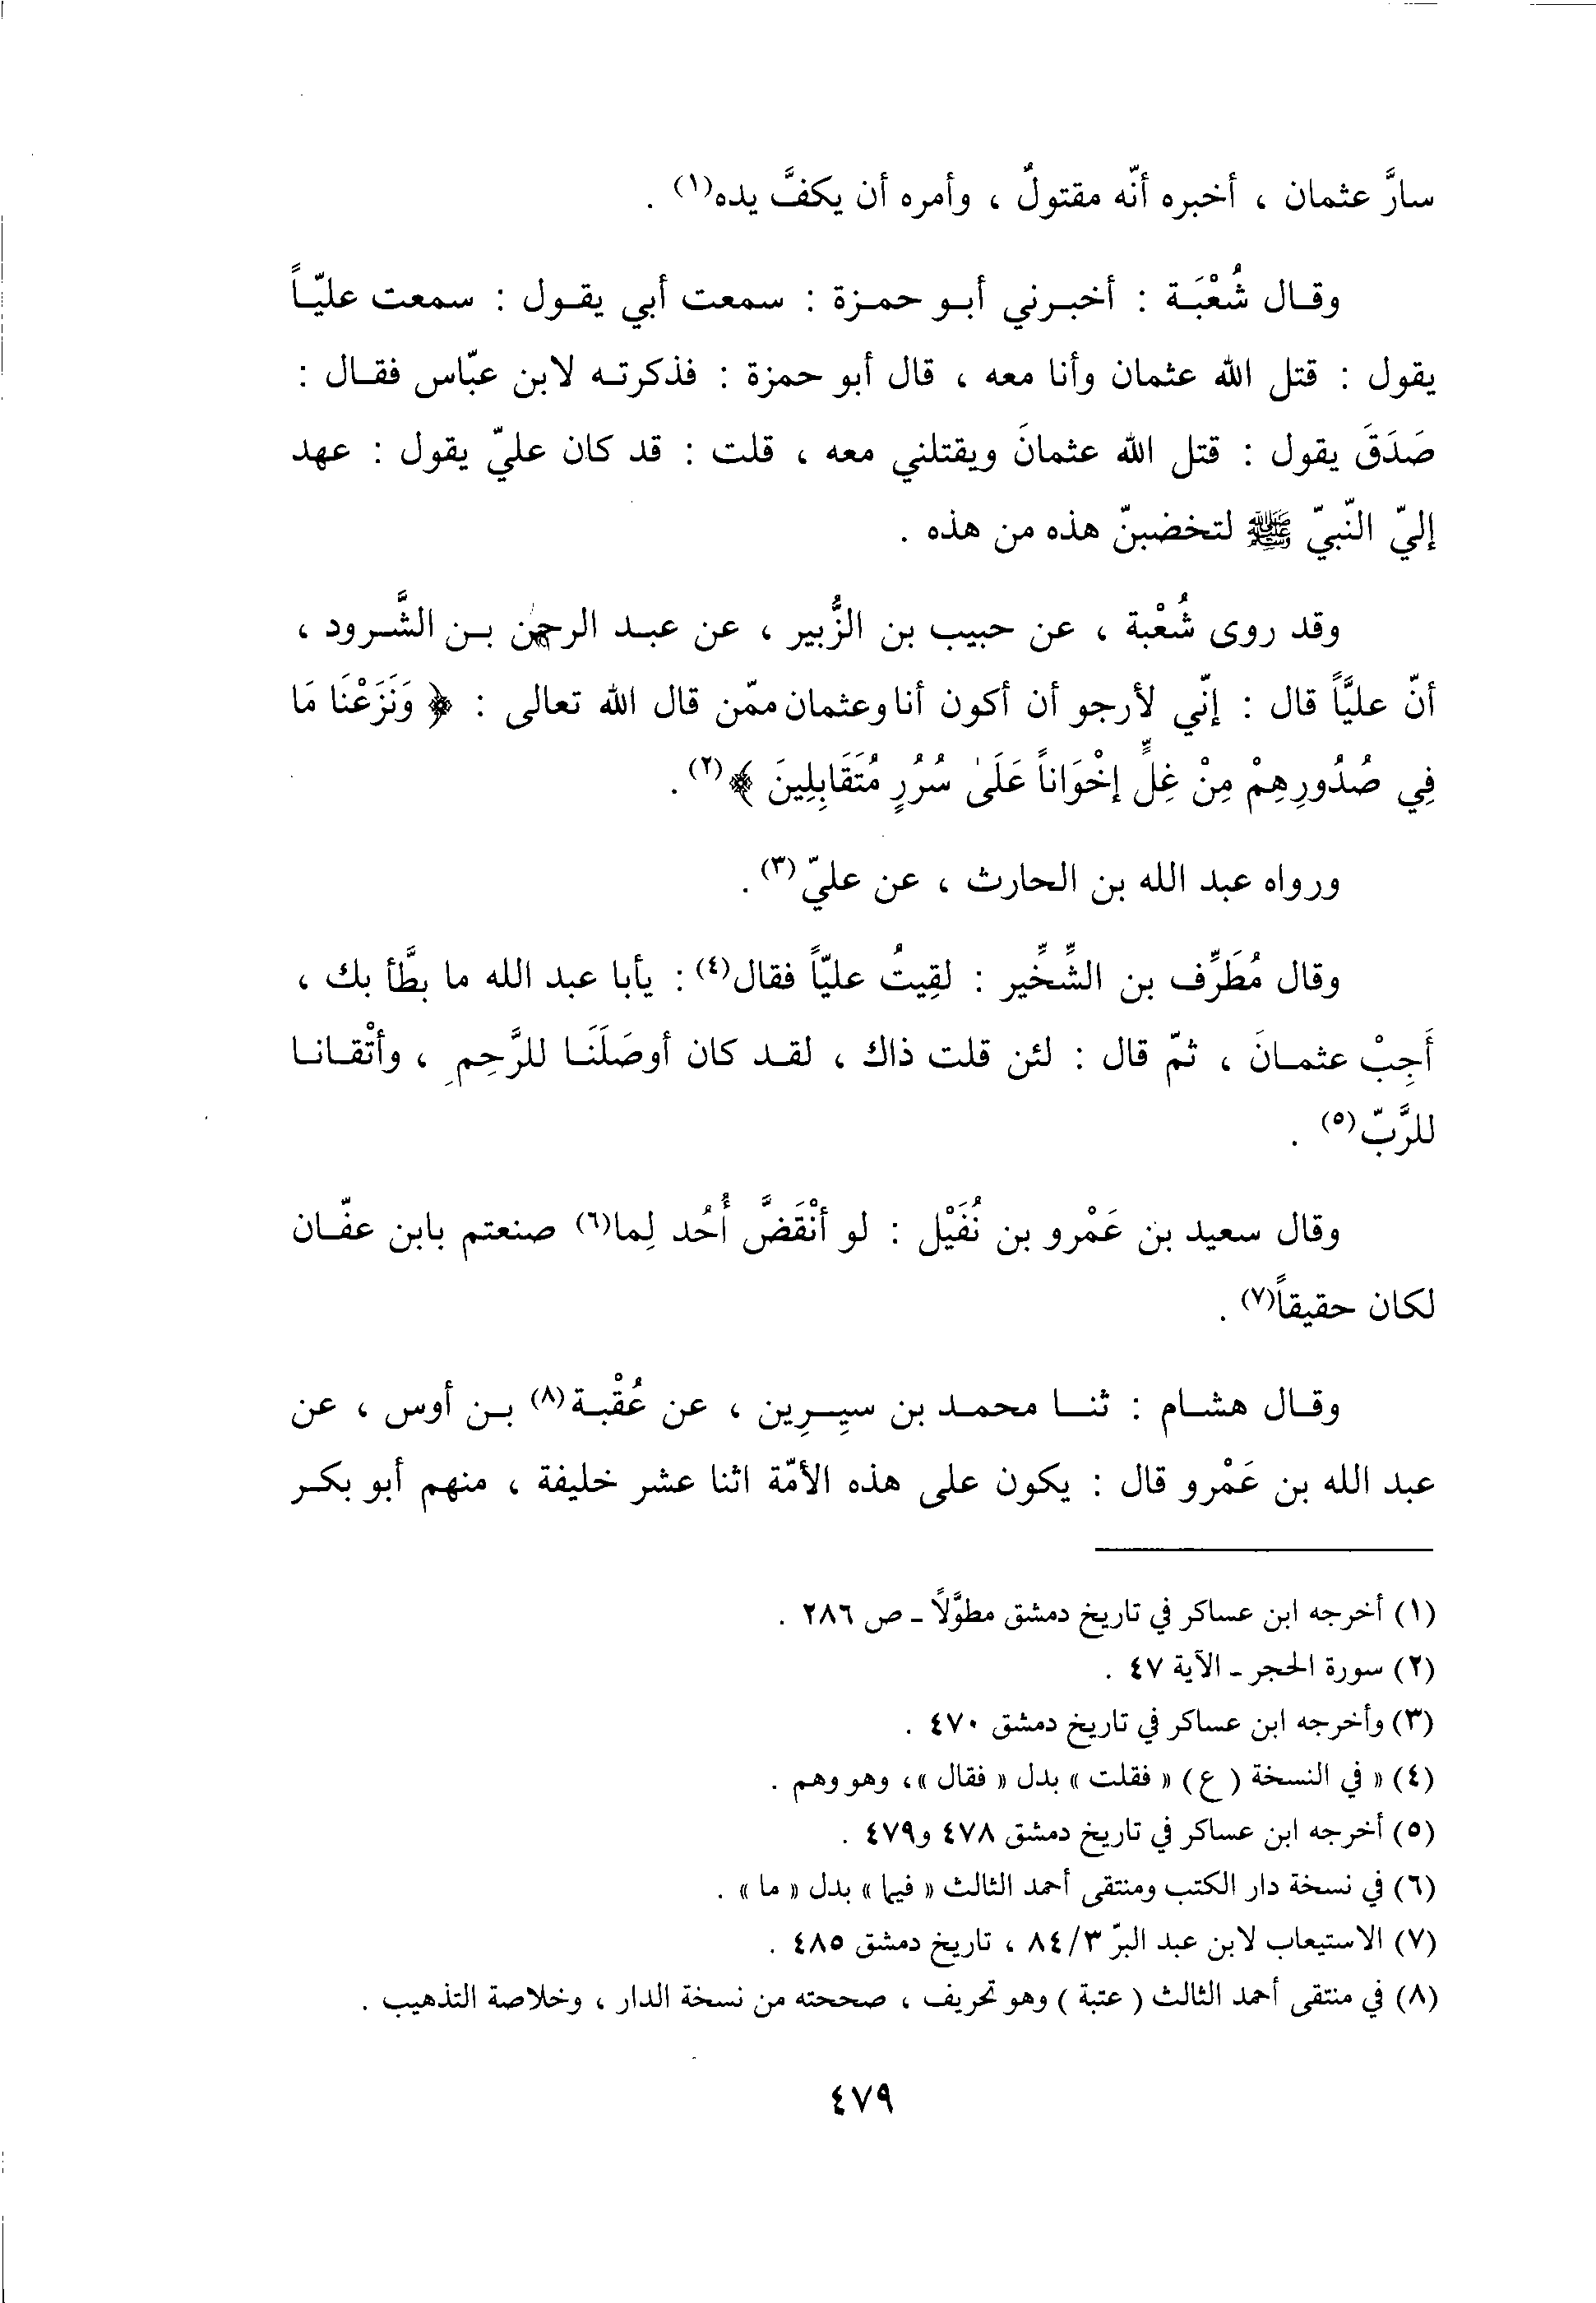 سارَّ عثمان ، أخبره أنّه مقتولٌ ، وأمره أن يكفَّ يده(١) .
وقال شُعْبَة : أخبرني أبو حمزة : سمعت أبي يقول : سمعت عليّاً
يقول : قتل الله عثمان وأنا معه ، قال أبو حمزة : فذكرته لابن عبّاس فقال :
صَدَقَ يقول : قتل الله عثمانَ ويقتلني معه ، قلت : قد كان عليّ يقول : عهد
إليّ النّبيّ ﷺ لتخضبنّ هذه من هذه .
وقد روى شُعْبة ، عن حبيب بن الزُّبير ، عن عبد الرحمن بن الشَّرود ،
أنّ عليَّاً قال : إنّي لأرجو أن أكون أنا وعثمان ممّن قال الله تعالى : ﴿ وَنَزَعْنَا مَا
فِي صُدُورِهِمْ مِنْ غِلٍّ إخْوَاناً عَلَىٰ سُرُرٍ مُتَقَابِلِينَ ﴾(٢) .
ورواه عبد الله بن الحارث ، عن عليّ(٣) .
وقال مُطَرِّف بن الشِّخِّير : لقِيتُ عليّاً فقال(٤) : يأبا عبد الله ما بطَّأ بك ،
أَحِبْ عثمانَ ، ثمّ قال : لئن قلت ذاك ، لقد كان أوصَلَنَا للرَّحِم ِ ، وأتْقانا
للرَّبّ(٥) .
وقال سعيد بن عَمْرو بن نُفَيْل : لو أنْقَضَّ أُحُد لِما(٦) صنعتم بابن عفّان
لكان حقيقاً(٧) .
وقال هشام : ثنا محمد بن سيِرِين ، عن عُقْبة(٨) بن أوس ، عن
عبد الله بن عَمْرو قال : يكون على هذه الأمّة اثنا عشر خليفة ، منهم أبو بكر
(١) أخرجه ابن عساكر في تاريخ دمشق مطوَّلاً ـ ص ٢٨٦ .
(٢) سورة الحجر ـ الآية ٤٧ .
(٣) وأخرجه ابن عساكر في تاريخ دمشق ٤٧٠ .
(٤) « في النسخة ( ع ) « فقلت » بدل « فقال »، وهو وهم .
(٥) أخرجه ابن عساكر في تاريخ دمشق ٤٧٨ و٤٧٩ .
(٦) في نسخة دار الكتب ومنتقى أحمد الثالث « فيما » بدل « ما » .
(٧) الاستيعاب لابن عبد البرّ ٨٤/٣ ، تاريخ دمشق ٤٨٥ .
(٨) في منتقى أحمد الثالث ( عتبة ) وهو تحريف ، صححته من نسخة الدار ، وخلاصة التذهيب .
٤٧٩